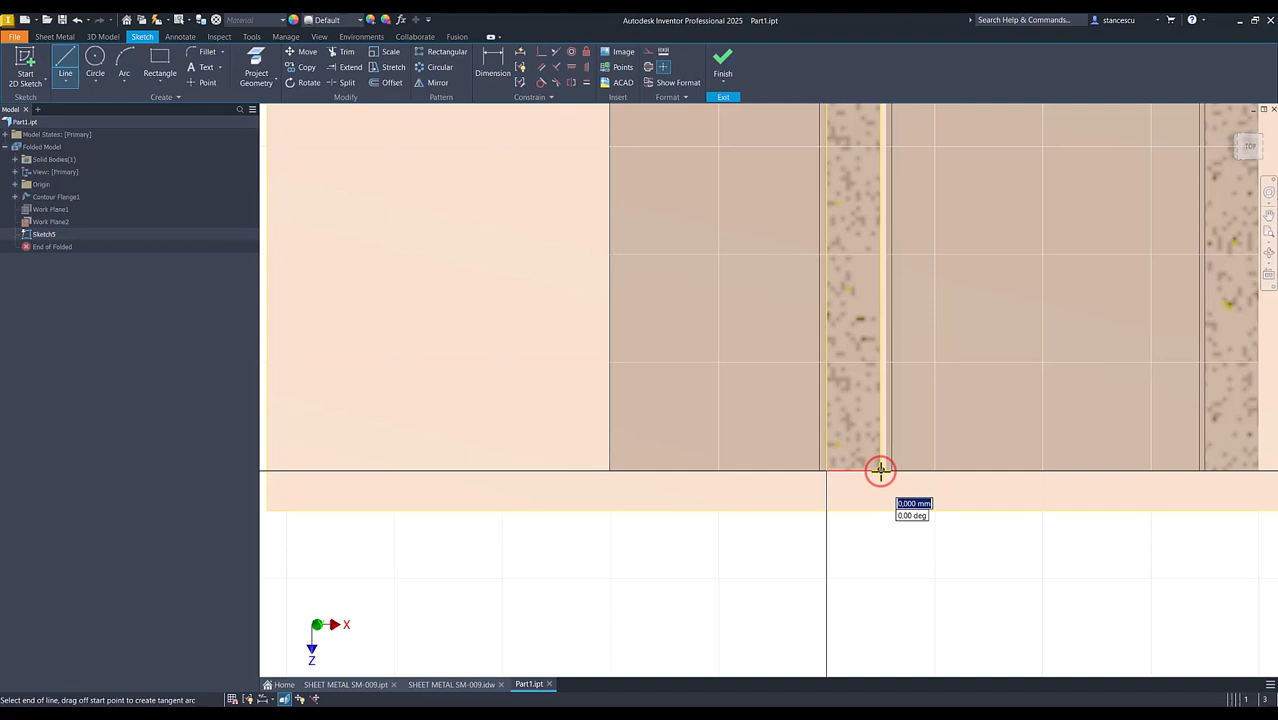 Material
Default
Autodesk Inventor Professional 2025 Part1.ipt
Search Help & Commands...
stancescu
File Sheet Metal 3D Model Sketch Annotate Inspect Tools Manage View Environments Collaborate Fusion
Start
2D Sketch
Line
Circle
Arc
Rectangle
Fillet
Text
Point
Project
Geometry
Move
Copy
Rotate
Trim
Extend
Split
Scale
Stretch
Offset
Rectangular
Circular
Mirror
Dimension
Image
Points
ACAD
Show Format
Finish
Sketch Create Modify Pattern Constrain Insert Format Exit
Model
Part1.ipt
Model States: [Primary]
Folded Model
Solid Bodies(1)
View: [Primary]
Origin
Contour Flange1
Work Plane1
Work Plane2
Sketch5
End of Folded
TOP
0,000 mm
0.00 deg
X
Z
Home SHEET METAL SM-009.ipt SHEET METAL SM-009.idw Part1.ipt
Select end of line, drag off start point to create tangent arc
1 3